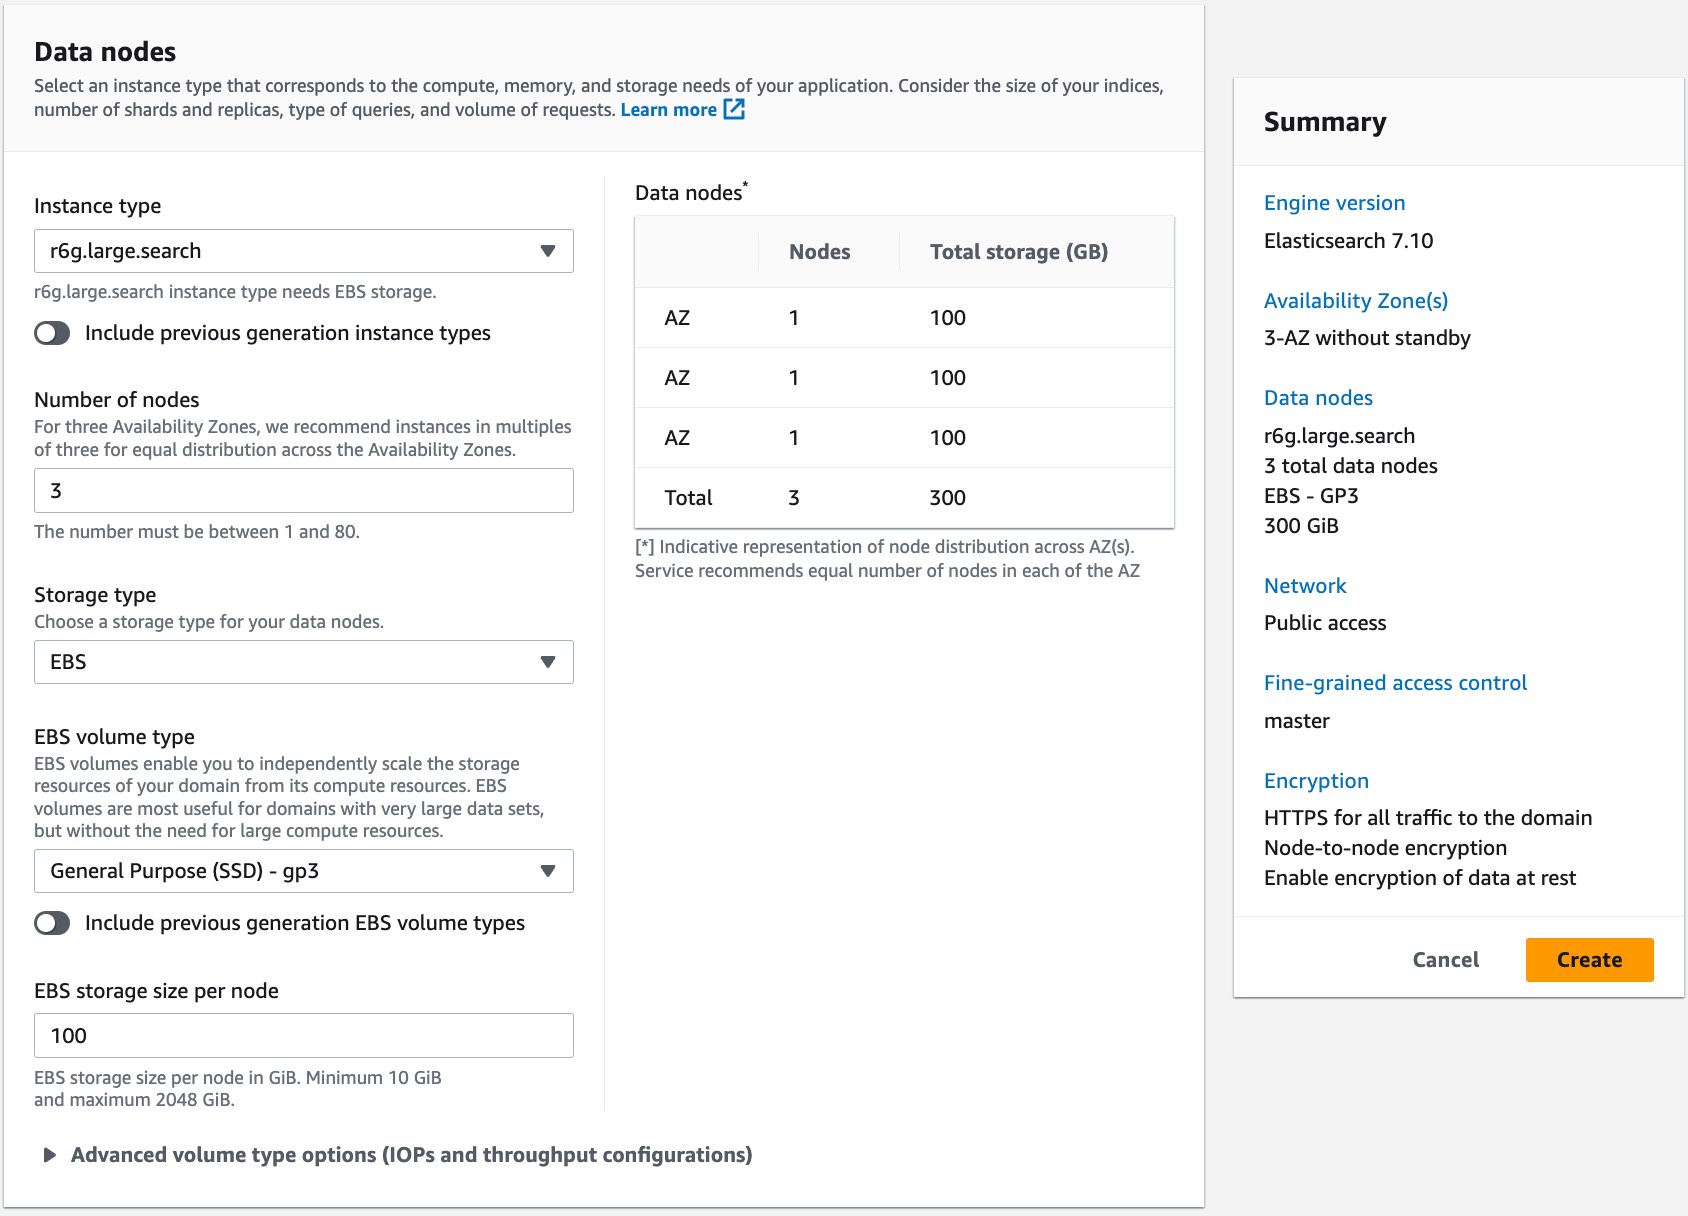 Data nodes
Select an instance type that corresponds to the compute, memory, and storage needs of your application. Consider the size of your indices,
number of shards and replicas, type of queries, and volume of requests. Learn more
Instance type
r6g.large.search
r6g.large.search instance type needs EBS storage.
Include previous generation instance types
Number of nodes
For three Availability Zones, we recommend instances in multiples
of three for equal distribution across the Availability Zones.
3
The number must be between 1 and 80.
Storage type
Choose a storage type for your data nodes.
EBS
EBS volume type
EBS volumes enable you to independently scale the storage
resources of your domain from its compute resources. EBS
volumes are most useful for domains with very large data sets,
but without the need for large compute resources.
General Purpose (SSD) - gp3
Include previous generation EBS volume types
EBS storage size per node
100
EBS storage size per node in GiB. Minimum 10 GiB
and maximum 2048 GiB.
Advanced volume type options (IOPs and throughput configurations)
Data nodes*
Nodes Total storage (GB)
AZ 1 100
AZ 1 100
AZ 1 100
Total 3 300
[*] Indicative representation of node distribution across AZ(s).
Service recommends equal number of nodes in each of the AZ
Summary
Engine version
Elasticsearch 7.10
Availability Zone(s)
3-AZ without standby
Data nodes
r6g.large.search
3 total data nodes
EBS - GP3
300 GiB
Network
Public access
Fine-grained access control
master
Encryption
HTTPS for all traffic to the domain
Node-to-node encryption
Enable encryption of data at rest
Cancel Create